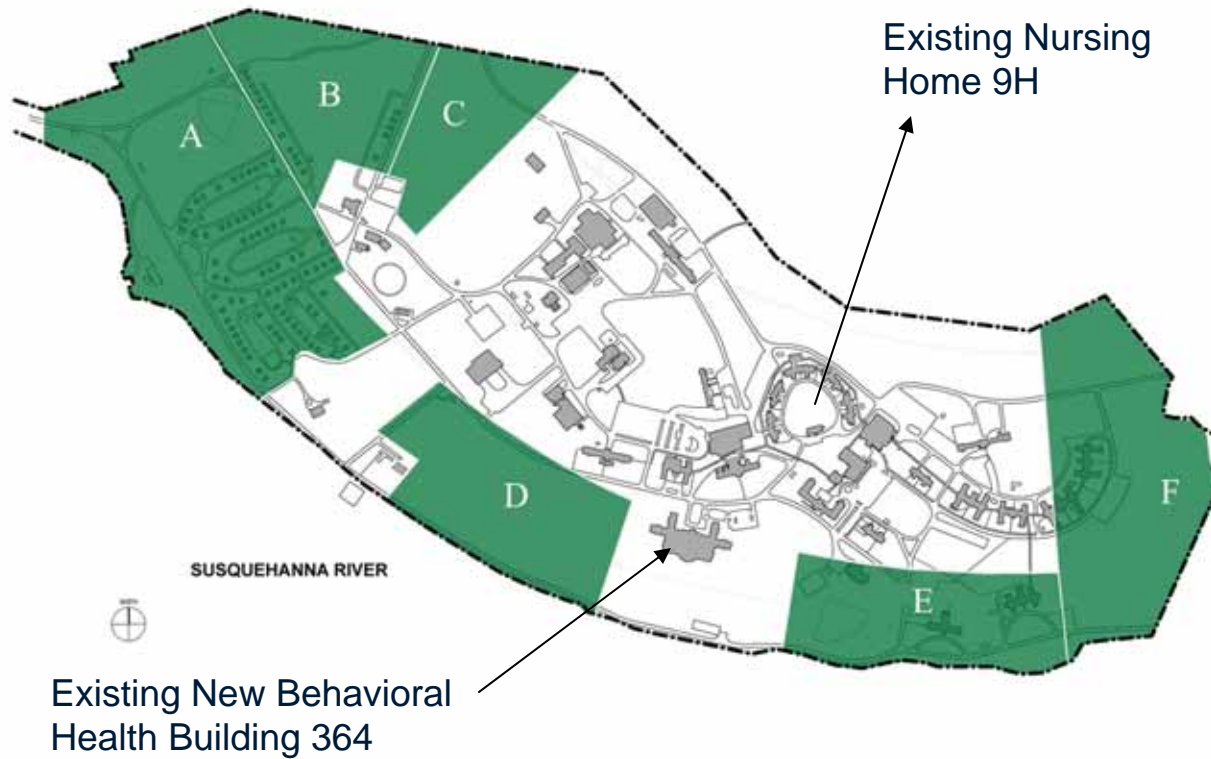 Existing Nursing
Home 9H
A
B
C
D
E
F
SUSQUEHANNA RIVER
Existing New Behavioral
Health Building 364